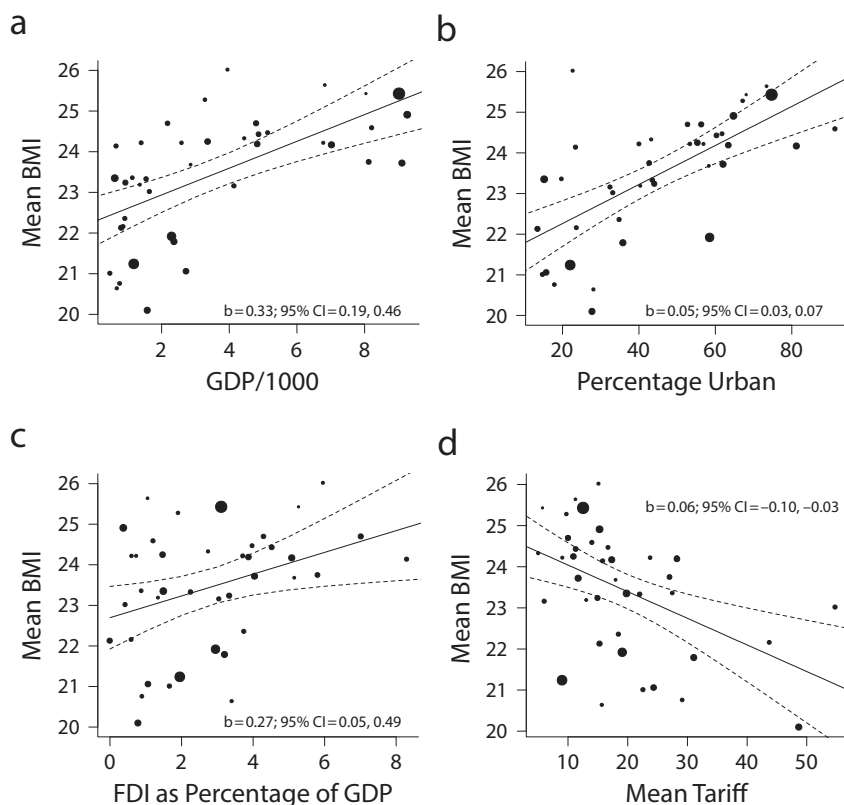 a
26
25
24
23
22
21
20
Mean BMI
b = 0.33; 95% CI = 0.19, 0.46
2 4 6 8
GDP/1000
b
26
25
24
23
22
21
20
Mean BMI
b = 0.05; 95% CI = 0.03, 0.07
20 40 60 80
Percentage Urban
c
26
25
24
23
22
21
20
Mean BMI
b = 0.27; 95% CI = 0.05, 0.49
0 2 4 6 8
FDI as Percentage of GDP
d
26
25
24
23
22
21
20
Mean BMI
b = 0.06; 95% CI = –0.10, –0.03
10 20 30 40 50
Mean Tariff